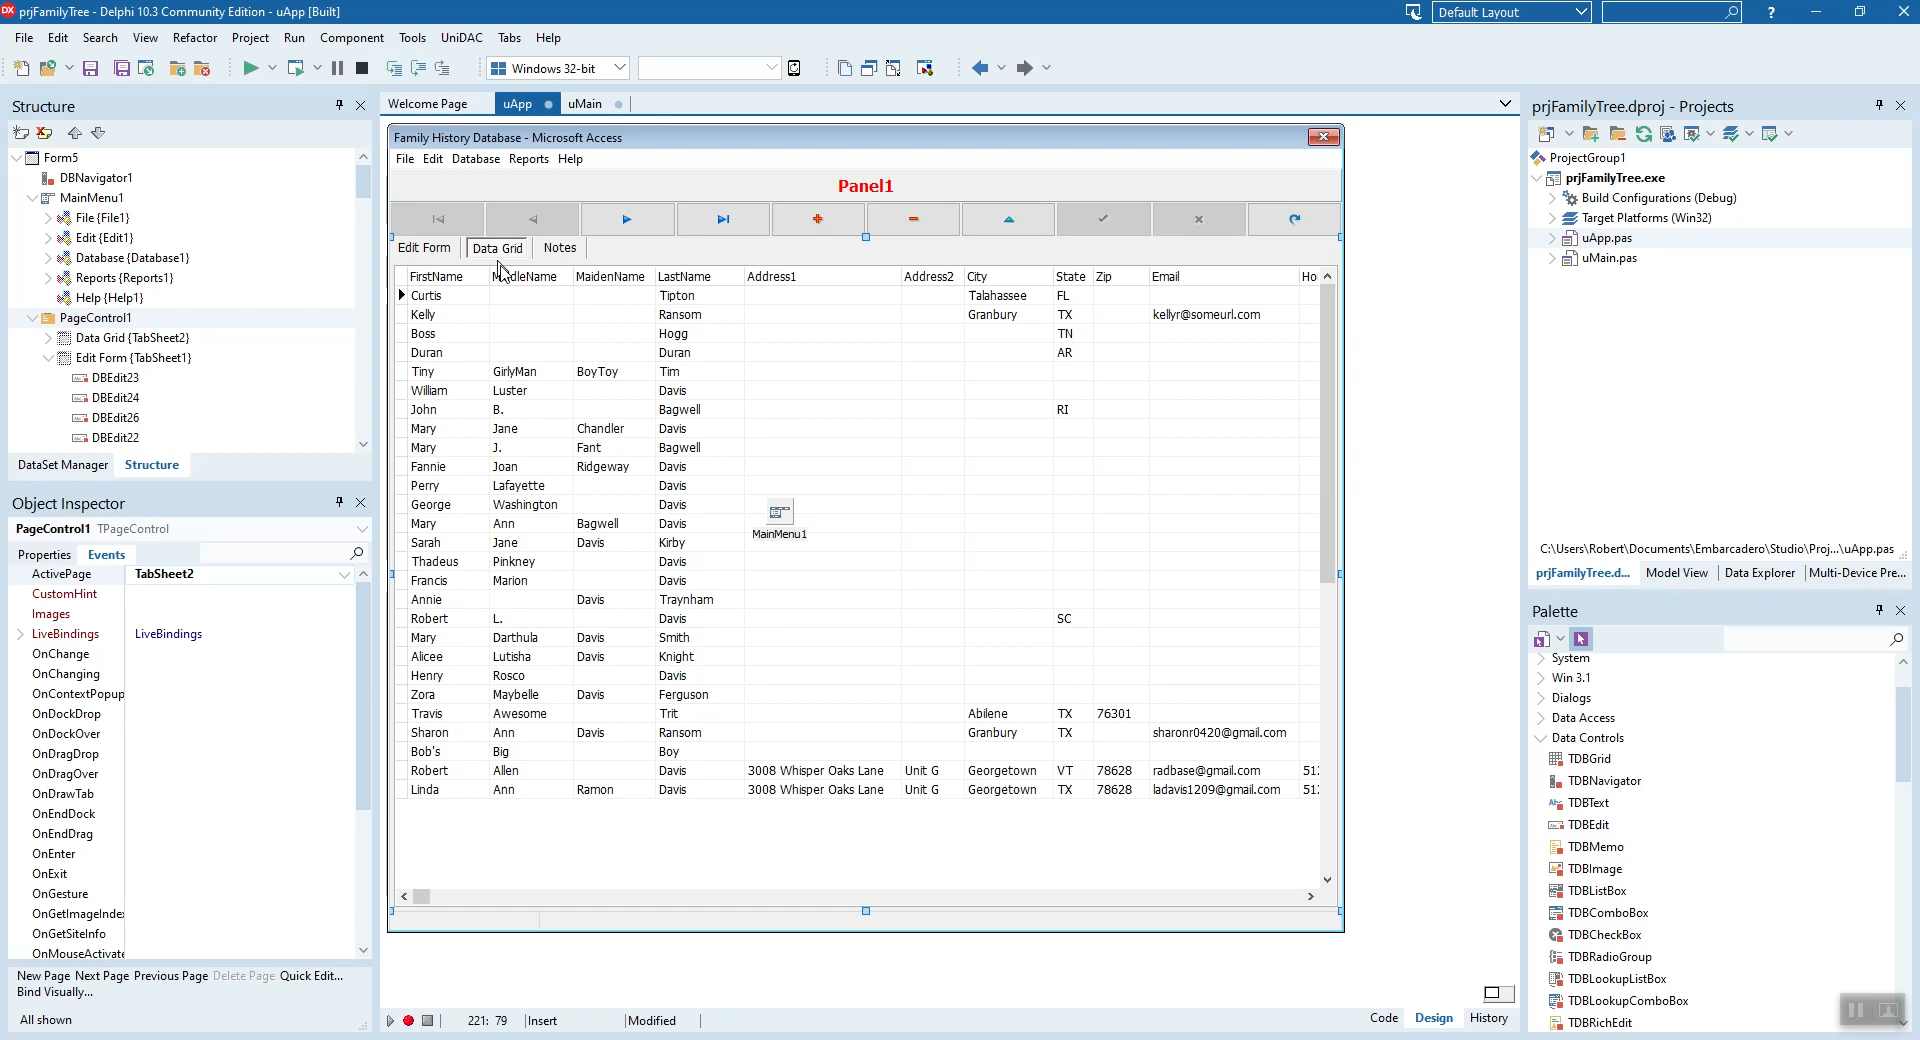 prjFamilyTree - Delphi 10.3 Community Edition - uApp [Built]
Default Layout
File Edit Search View Refactor Project Run Component Tools UniDAC Tabs Help
Windows 32-bit
Structure
Form5
DBNavigator1
MainMenu1
File {File1}
Edit {Edit1}
Database {Database1}
Reports {Reports1}
Help {Help1}
PageControl1
Data Grid {TabSheet2}
Edit Form {TabSheet1}
DBEdit23
DBEdit24
DBEdit26
DBEdit22
DataSet Manager Structure
Object Inspector
PageControl1 TPageControl
Properties Events
ActivePage TabSheet2
CustomHint
Images
LiveBindings LiveBindings
OnChange
OnChanging
OnContextPopup
OnDockDrop
OnDockOver
OnDragDrop
OnDragOver
OnDrawTab
OnEndDock
OnEndDrag
OnEnter
OnExit
OnGesture
OnGetImageIndex
OnGetSiteInfo
OnMouseActivate
New Page Next Page Previous Page Delete Page Quick Edit...
Bind Visually...
All shown
Welcome Page uApp uMain
Family History Database - Microsoft Access
File Edit Database Reports Help
Panel1
Edit Form Data Grid Notes
FirstName MiddleName MaidenName LastName Address1 Address2 City State Zip Email Ho
Curtis Tipton Talahassee FL
Kelly Ransom Granbury TX kellyr@someurl.com
Boss Hogg TN
Duran Duran AR
Tiny GirlyMan BoyToy Tim
William Luster Davis
John B. Bagwell RI
Mary Jane Chandler Davis
Mary J. Fant Bagwell
Fannie Joan Ridgeway Davis
Perry Lafayette Davis
George Washington Davis
Mary Ann Bagwell Davis
MainMenu1
Sarah Jane Davis Kirby
Thadeus Pinkney Davis
Francis Marion Davis
Annie Davis Traynham
Robert L. Davis SC
Mary Darthula Davis Smith
Alicee Lutisha Davis Knight
Henry Rosco Davis
Zora Maybelle Davis Ferguson
Travis Awesome Trit Abilene TX 76301
Sharon Ann Davis Ransom Granbury TX sharonr0420@gmail.com
Bob's Big Boy
Robert Allen Davis 3008 Whisper Oaks Lane Unit G Georgetown VT 78628 radbase@gmail.com 512
Linda Ann Ramon Davis 3008 Whisper Oaks Lane Unit G Georgetown TX 78628 ladavis1209@gmail.com 512
221: 79 Insert Modified
Code Design History
prjFamilyTree.dproj - Projects
ProjectGroup1
prjFamilyTree.exe
Build Configurations (Debug)
Target Platforms (Win32)
uApp.pas
uMain.pas
C:\Users\Robert\Documents\Embarcadero\Studio\Proj...\uApp.pas
prjFamilyTree.d... Model View Data Explorer Multi-Device Pre...
Palette
System
Win 3.1
Dialogs
Data Access
Data Controls
TDBGrid
TDBNavigator
TDBText
TDBEdit
TDBMemo
TDBImage
TDBListBox
TDBComboBox
TDBCheckBox
TDBRadioGroup
TDBLookupListBox
TDBLookupComboBox
TDBRichEdit